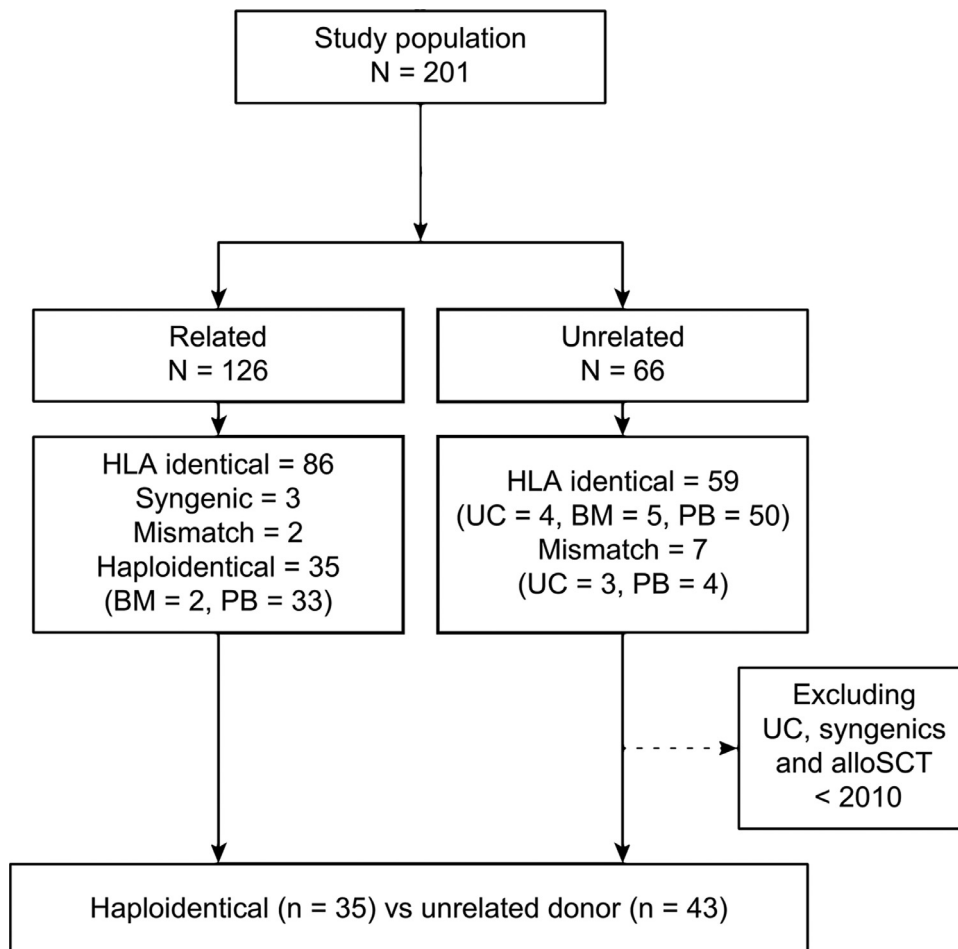 Study population
N = 201
Related
N = 126
Unrelated
N = 66
HLA identical = 86
Syngenic = 3
Mismatch = 2
Haploidentical = 35
(BM = 2, PB = 33)
HLA identical = 59
(UC = 4, BM = 5, PB = 50)
Mismatch = 7
(UC = 3, PB = 4)
Excluding
UC, syngenics
and alloSCT
< 2010
Haploidentical (n = 35) vs unrelated donor (n = 43)